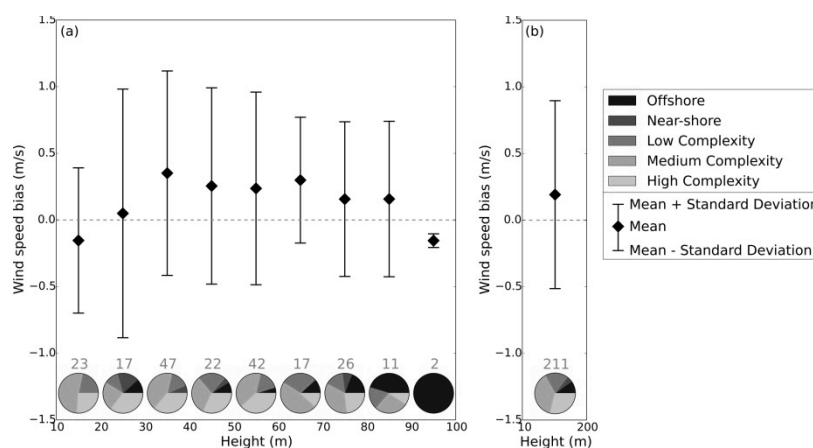 (a)
Wind speed bias (m/s)
1.5
1.0
0.5
0.0
−0.5
−1.0
−1.5
23 17 47 22 42 17 26 11 2
10 20 30 40 50 60 70 80 90 100
Height (m)
(b)
Wind speed bias (m/s)
1.5
1.0
0.5
0.0
−0.5
−1.0
−1.5
211
10 200
Height (m)
Offshore
Near-shore
Low Complexity
Medium Complexity
High Complexity
Mean + Standard Deviation
Mean
Mean - Standard Deviation